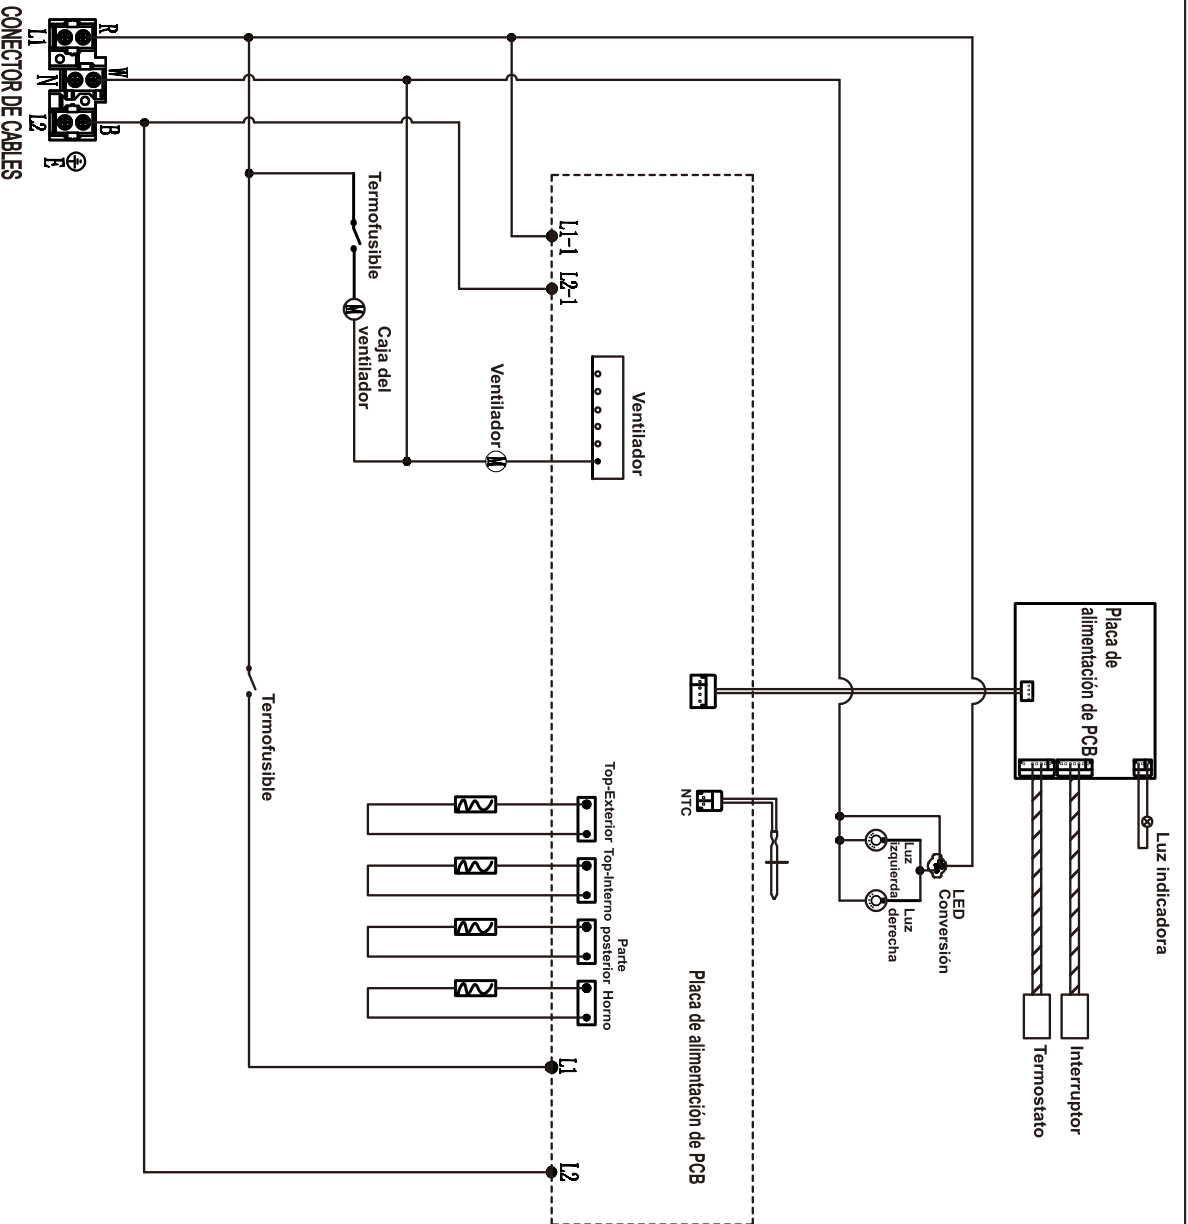 CONECTOR DE CABLES
L1
R
N
W
L2
B
E
Termofusible
M
Caja del
ventilador
L1-1
L2-1
Ventilador
M
Ventilador
Termofusible
Top-Exterior
Top-Interno
Parte
posterior
Horno
L1
L2
NTC
Placa de alimentación de PCB
Placa de
alimentación de PCB
Luz
izquierda
Luz
derecha
LED
Conversión
Luz indicadora
Interruptor
Termostato